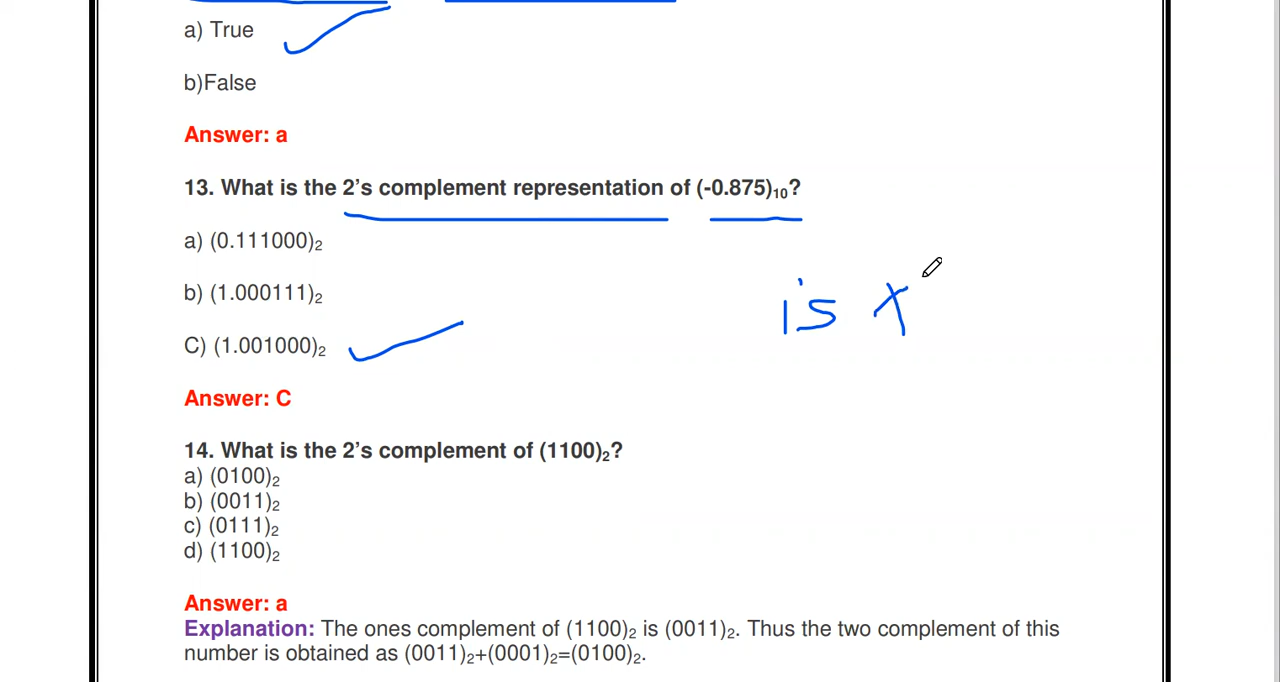 a) True
b)False
Answer: a
13. What is the 2’s complement representation of (-0.875)₁₀?
a) (0.111000)₂
b) (1.000111)₂
C) (1.001000)₂
is
Answer: C
14. What is the 2’s complement of (1100)₂?
a) (0100)₂
b) (0011)₂
c) (0111)₂
d) (1100)₂
Answer: a
Explanation: The ones complement of (1100)₂ is (0011)₂. Thus the two complement of this
number is obtained as (0011)₂+(0001)₂=(0100)₂.